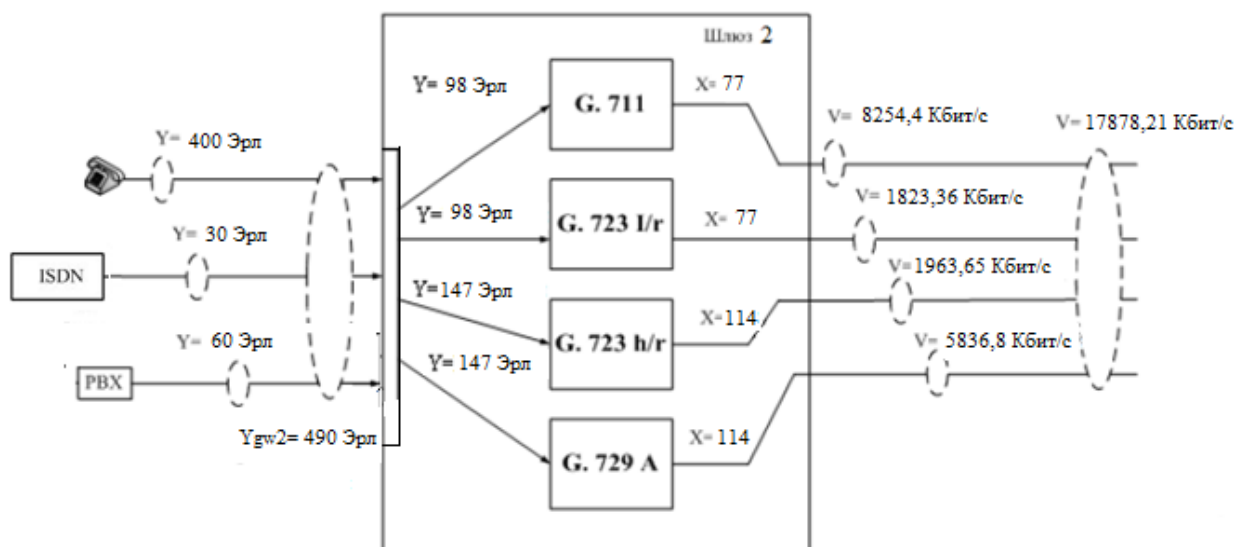 Шлюз 2
Y= 400 Эрл
Y= 30 Эрл
ISDN
Y= 60 Эрл
PBX
Ygw2= 490 Эрл
Y= 98 Эрл
G. 711
X= 77
V= 8254,4 Кбит/с
V= 17878,21 Кбит/с
Y= 98 Эрл
G. 723 l/r
X= 77
V= 1823,36 Кбит/с
Y=147 Эрл
G. 723 h/r
X=114
V=1963,65 Кбит/с
Y= 147 Эрл
G. 729 A
X= 114
V= 5836,8 Кбит/с